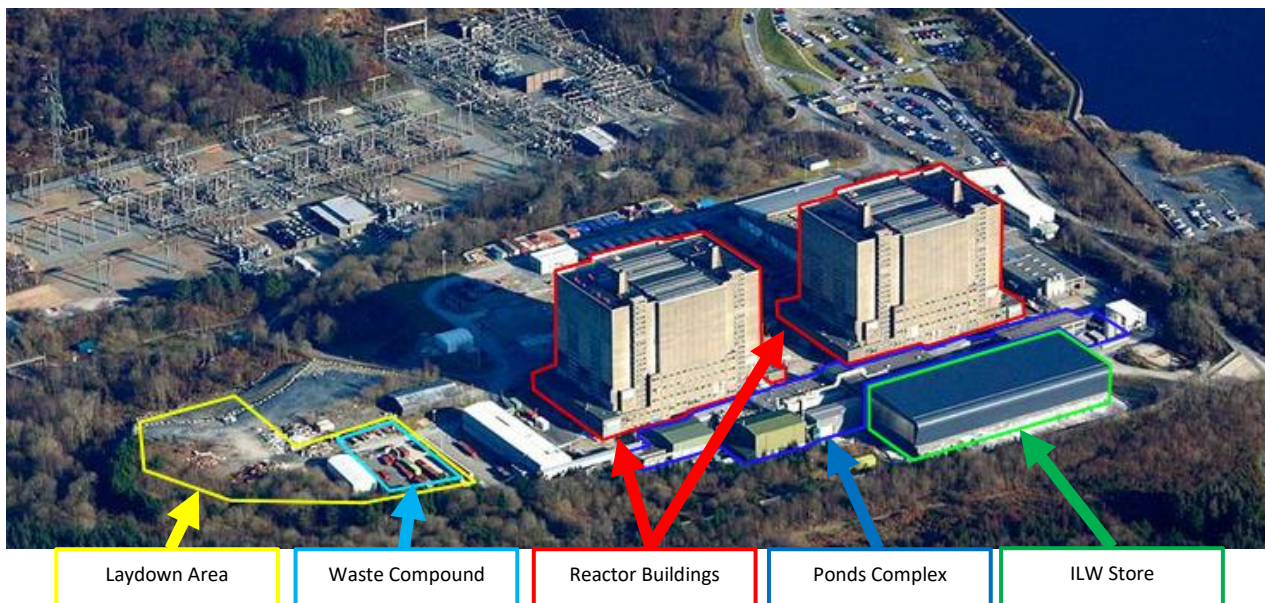 Laydown Area
Waste Compound
Reactor Buildings
Ponds Complex
ILW Store